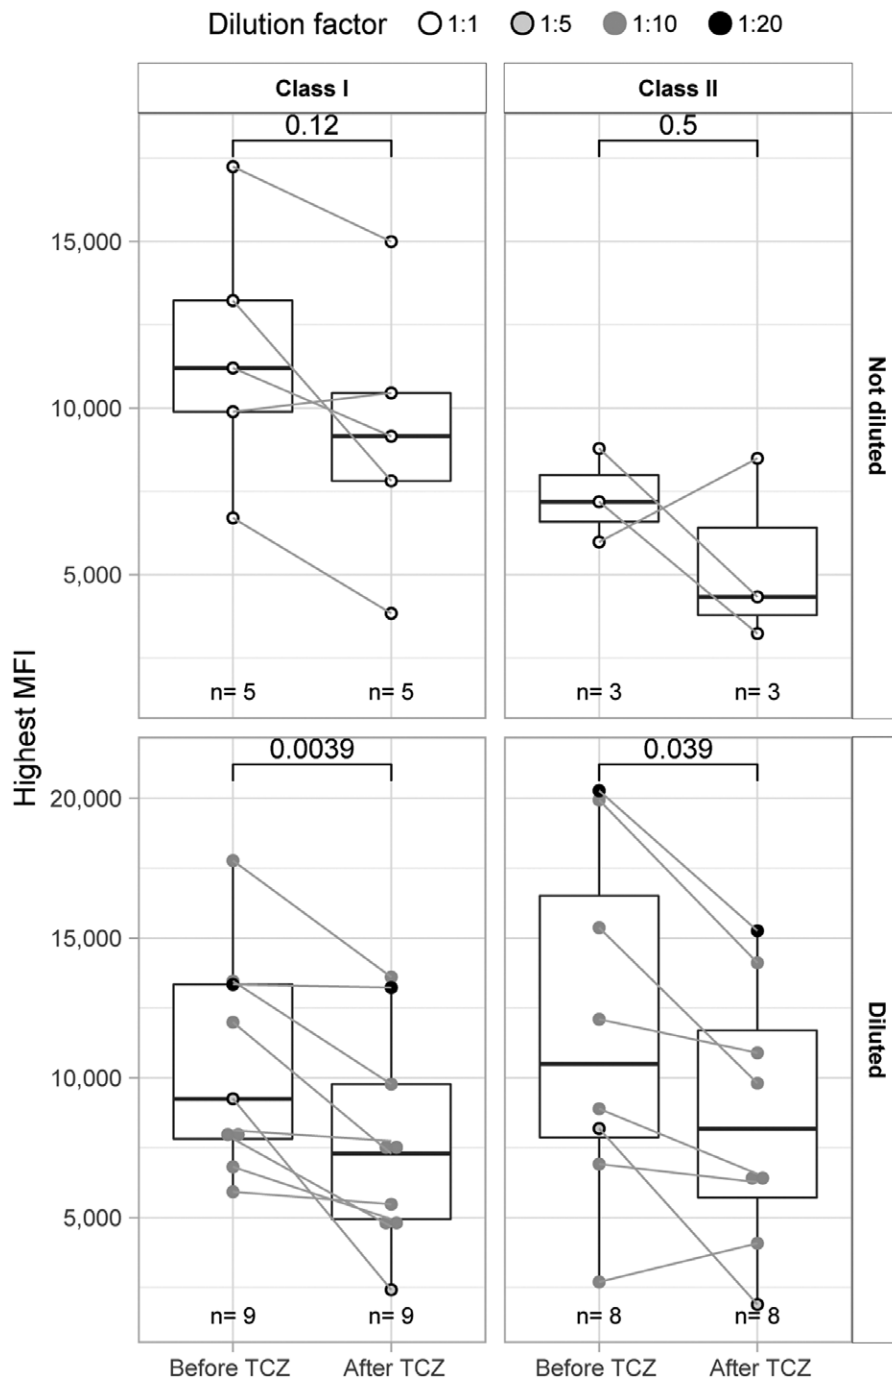 Dilution factor 1:1 1:5 1:10 1:20
Class I Class II
0.12 0.5
15,000
10,000
5,000
n= 5 n= 5 n= 3 n= 3
Not diluted
Highest MFI
0.0039 0.039
20,000
15,000
10,000
5,000
n= 9 n= 9 n= 8 n= 8
Diluted
Before TCZ After TCZ Before TCZ After TCZ